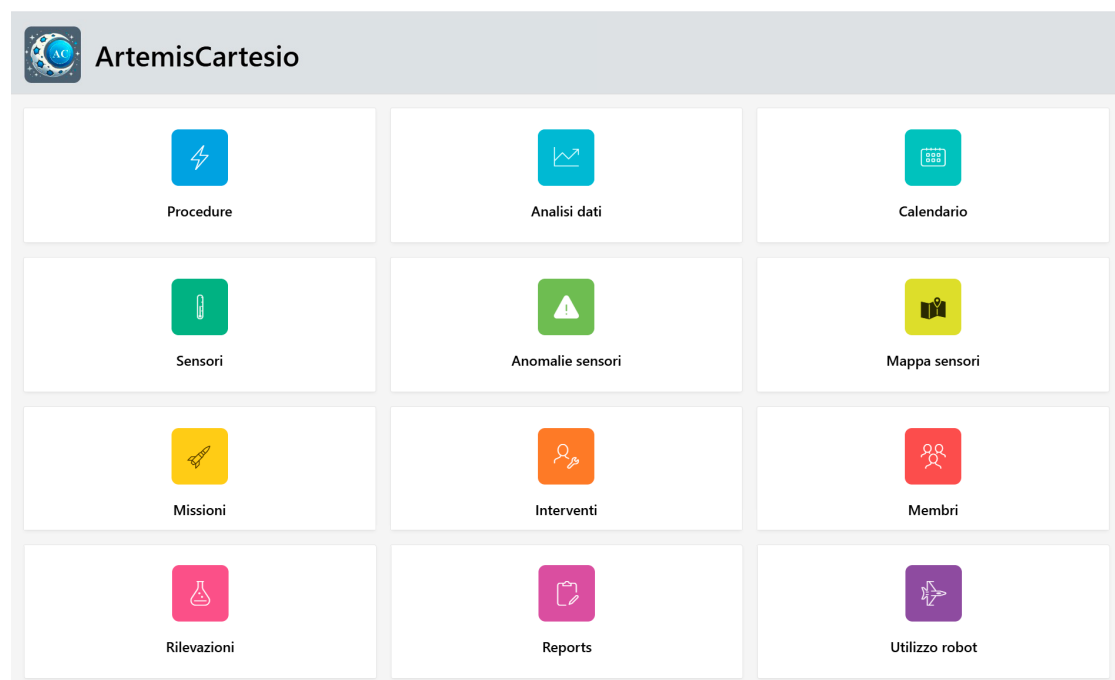 AC
ArtemisCartesio
Procedure
Analisi dati
Calendario
Sensori
Anomalie sensori
Mappa sensori
Missioni
Interventi
Membri
Rilevazioni
Reports
Utilizzo robot